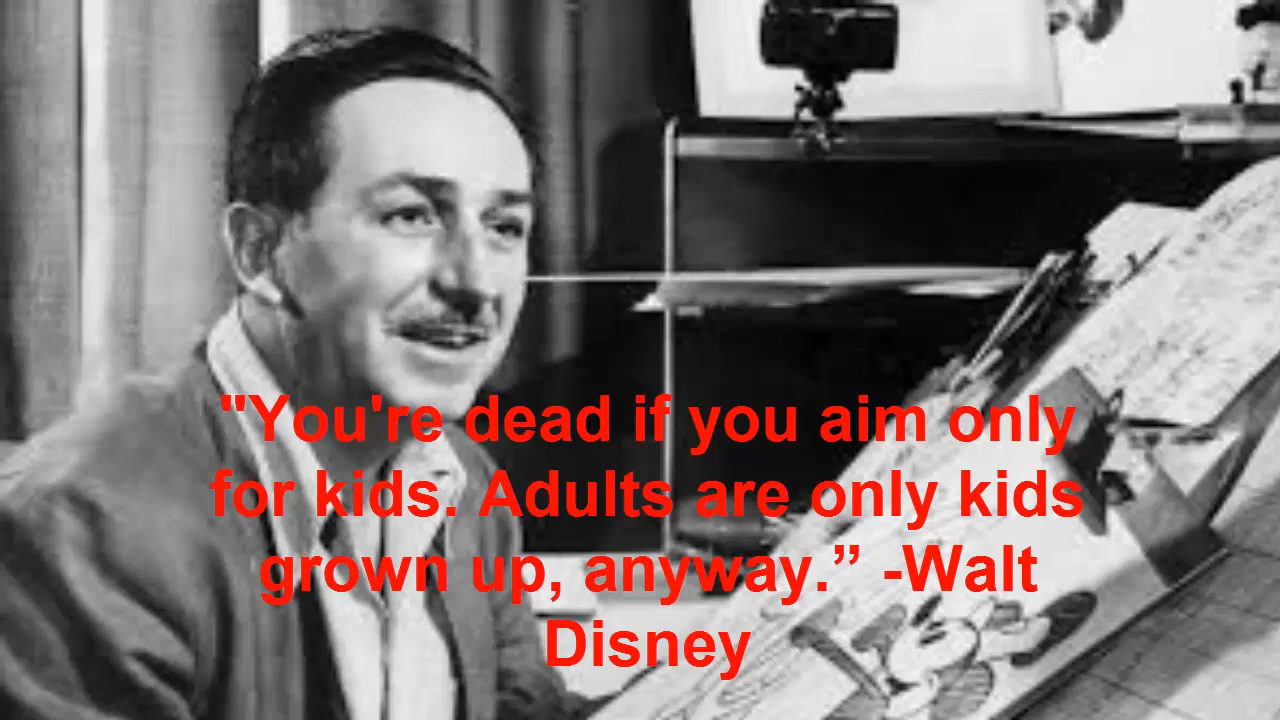 "You're dead if you aim only
for kids. Adults are only kids
grown up, anyway.” -Walt
Disney